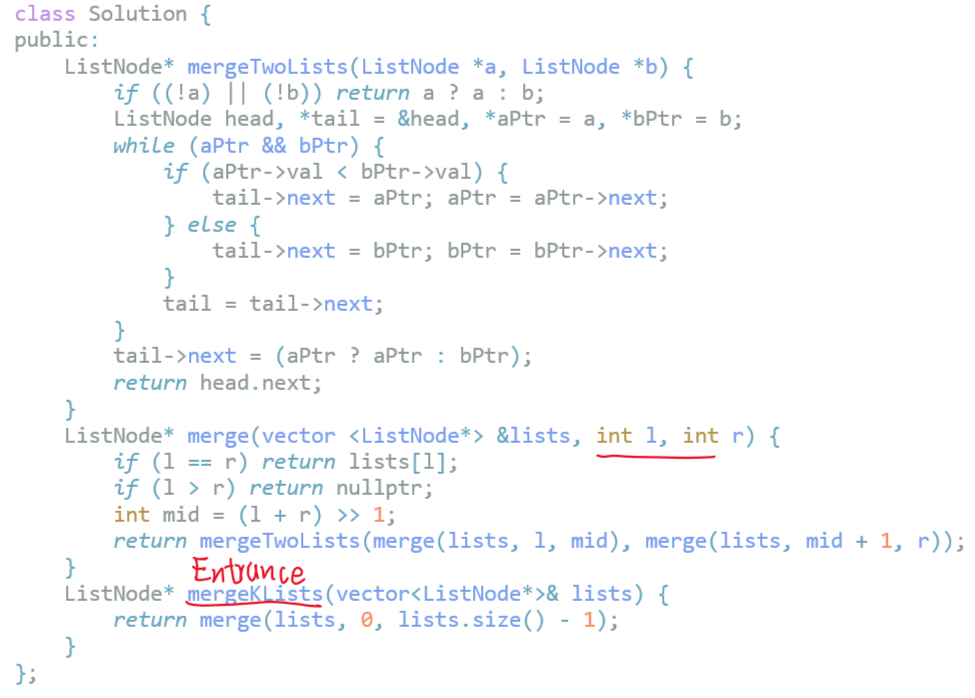 class Solution {
public:
    ListNode* mergeTwoLists(ListNode *a, ListNode *b) {
        if ((!a) || (!b)) return a ? a : b;
        ListNode head, *tail = &head, *aPtr = a, *bPtr = b;
        while (aPtr && bPtr) {
            if (aPtr->val < bPtr->val) {
                tail->next = aPtr; aPtr = aPtr->next;
            } else {
                tail->next = bPtr; bPtr = bPtr->next;
            }
            tail = tail->next;
        }
        tail->next = (aPtr ? aPtr : bPtr);
        return head.next;
    }
    ListNode* merge(vector <ListNode*> &lists, int l, int r) {
        if (l == r) return lists[l];
        if (l > r) return nullptr;
        int mid = (l + r) >> 1;
        return mergeTwoLists(merge(lists, l, mid), merge(lists, mid + 1, r));
    }
Entrance
    ListNode* mergeKLists(vector<ListNode*>& lists) {
        return merge(lists, 0, lists.size() - 1);
    }
};